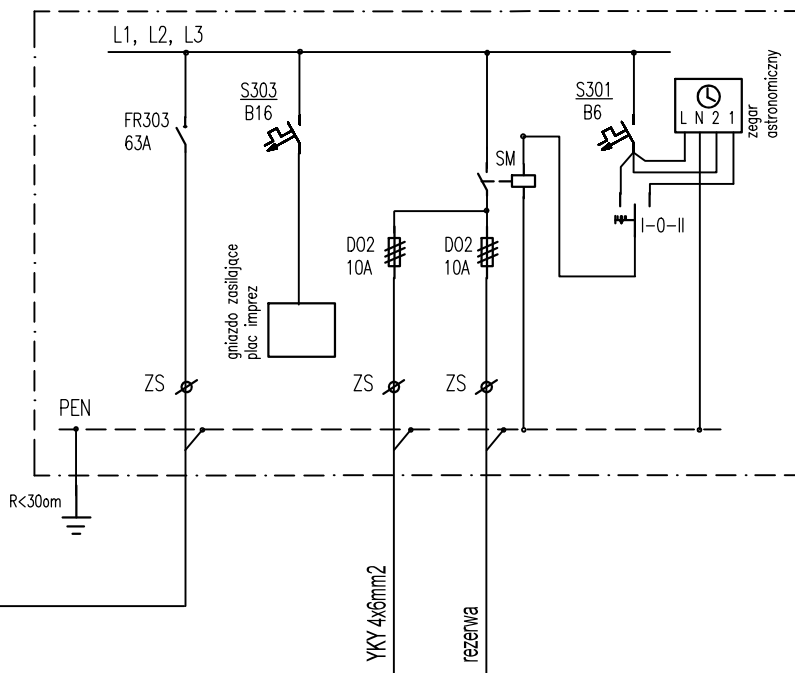 L1, L2, L3
FR303
63A
S303
B16
S301
B6
L N 2 1
zegar
astronomiczny
SM
I-0-II
D02
10A
D02
10A
gniazdo zasilające
plac imprez
ZS
ZS
ZS
PEN
R<30om
YKY 4x6mm2
rezerwa